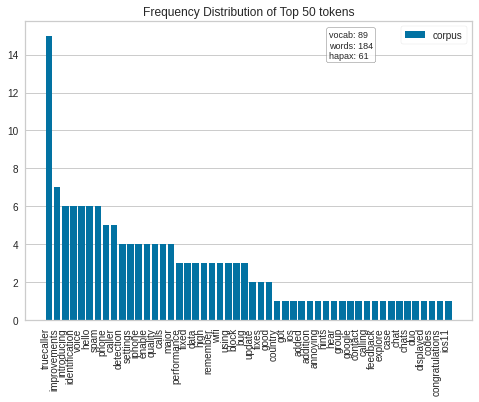 Frequency Distribution of Top 50 tokens
vocab: 89
words: 184
hapax: 61
corpus
14
12
10
8
6
4
2
0
truecaller
improvements
introducing
identification
voice
hello
spam
phone
caller
detection
settings
iphone
enable
quality
calls
major
performance
fixed
data
high
remember
wifi
using
block
bug
update
fixes
good
country
gdt
ios
added
addition
annoying
hints
hear
group
google
contact
calling
feedback
explore
case
chat
chats
duo
displayed
codes
congratulations
ios11